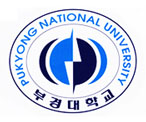 PUKYONG NATIONAL UNIVERSITY
부경대학교